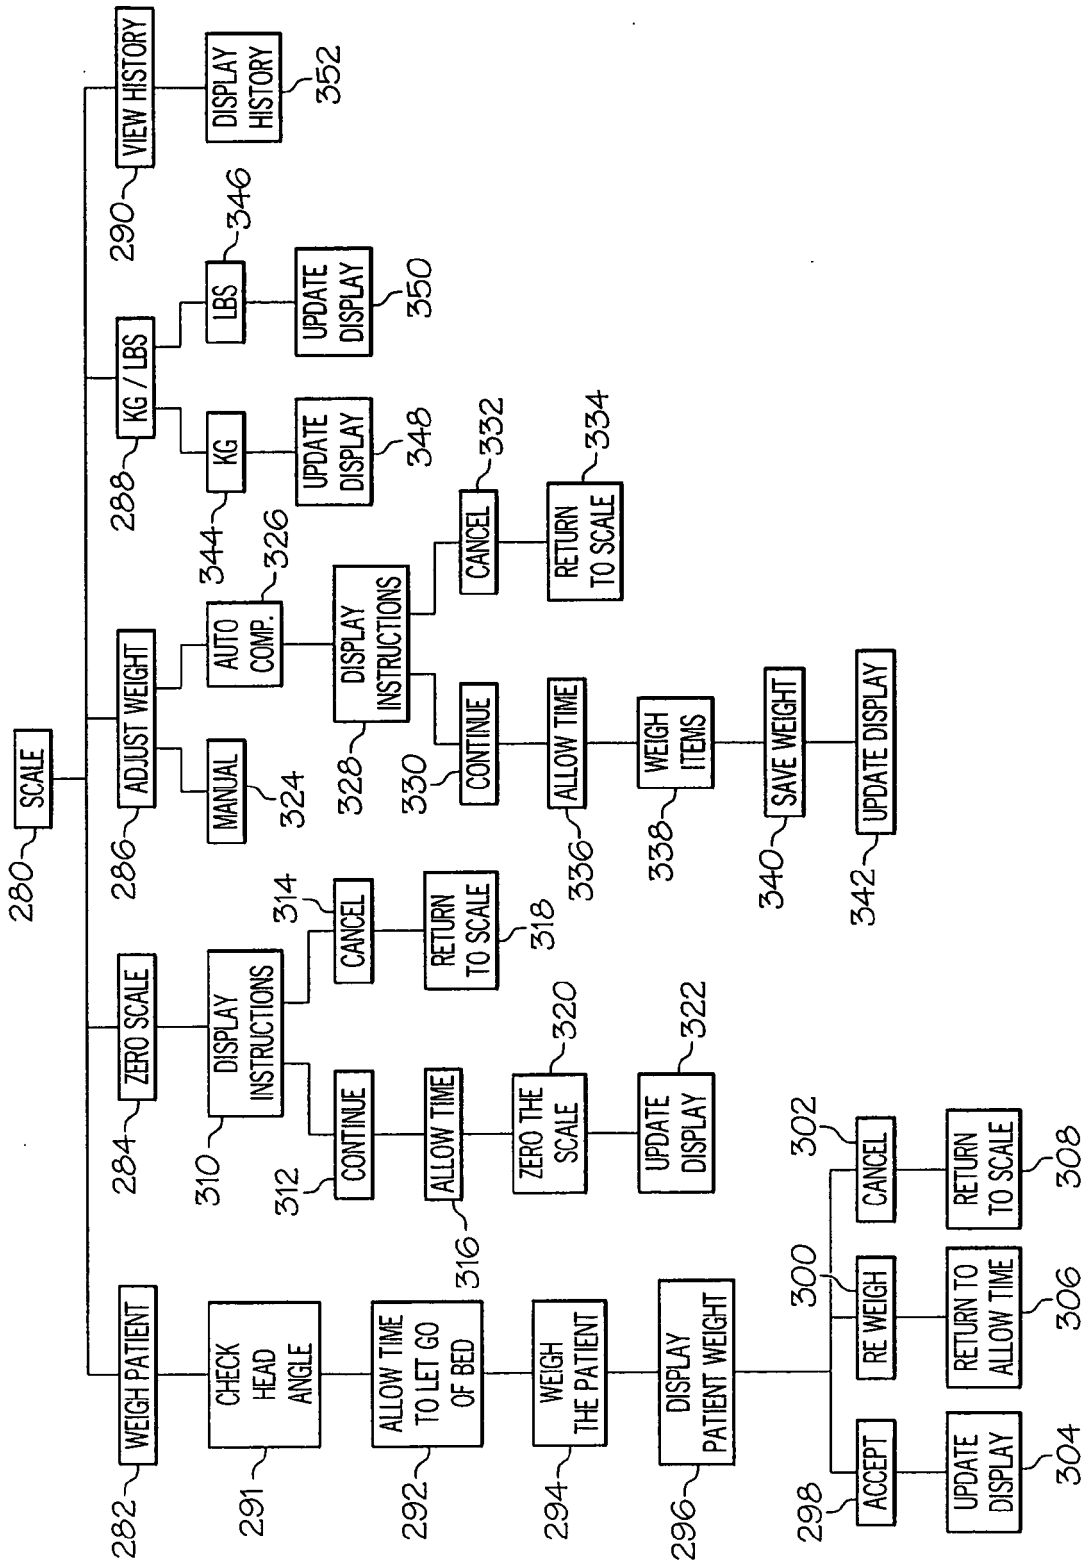 280
SCALE
282
WEIGH PATIENT
291
CHECK
HEAD
ANGLE
292
ALLOW TIME
TO LET GO
OF BED
294
WEIGH
THE PATIENT
296
DISPLAY
PATIENT WEIGHT
298
ACCEPT
UPDATE
DISPLAY
304
300
RE WEIGH
RETURN TO
ALLOW TIME
306
302
CANCEL
RETURN
TO SCALE
308
284
ZERO SCALE
310
DISPLAY
INSTRUCTIONS
312
CONTINUE
316
ALLOW TIME
ZERO THE
SCALE
320
UPDATE
DISPLAY
322
314
CANCEL
RETURN
TO SCALE
318
286
ADJUST WEIGHT
MANUAL
324
AUTO
COMP.
326
328
DISPLAY
INSTRUCTIONS
330
CONTINUE
336
ALLOW TIME
338
WEIGH
ITEMS
340
SAVE WEIGHT
342
UPDATE DISPLAY
332
CANCEL
RETURN
TO SCALE
334
288
KG / LBS
344
KG
UPDATE
DISPLAY
348
346
LBS
UPDATE
DISPLAY
350
290
VIEW HISTORY
DISPLAY
HISTORY
352